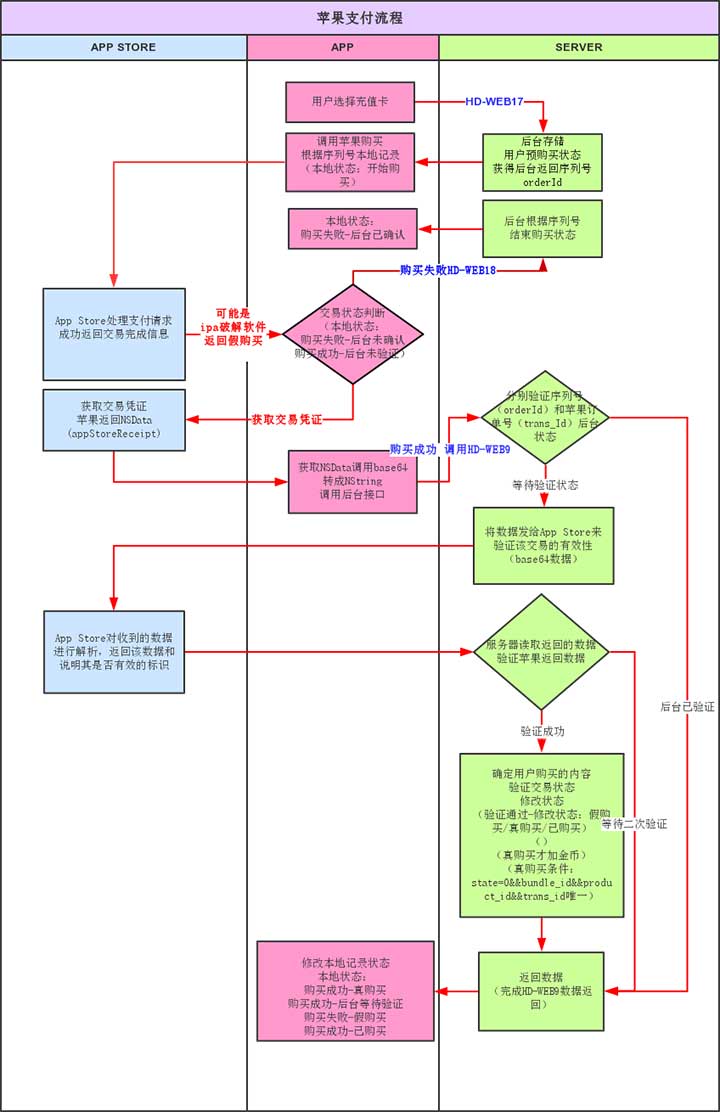 苹果支付流程
APP STORE
APP
SERVER
用户选择充值卡
HD-WEB17
后台存储
用户预购买状态
获得后台返回序列号
orderId
调用苹果购买
根据序列号本地记录
（本地状态：开始购
买）
本地状态：
购买失败-后台已确认
后台根据序列号
结束购买状态
购买失败HD-WEB18
App Store处理支付请求
成功返回交易完成信息
可能是
ipa破解软件
返回假购买
交易状态判断
（本地状态：
购买失败-后台未确认
购买成功-后台未验证）
获取交易凭证
苹果返回NSData
(appStoreReceipt)
获取交易凭证
分别验证序列号
（orderId）和苹果订
单号（trans_Id）后台
状态
购买成功 调用HD-WEB9
获取NSData调用base64
转成NString
调用后台接口
等待验证状态
将数据发给App Store来
验证该交易的有效性
（base64数据）
App Store对收到的数据
进行解析，返回该数据和
说明其是否有效的标识
服务器读取返回的数据
验证苹果返回数据
后台已验证
验证成功
确定用户购买的内容
验证交易状态
修改状态
（验证通过-修改状态：假购
买/真购买/己购买）
（）
（真购买才加金币）
（真购买条件：
state=0&&bundle_id&&produ
ct_id&&trans_id唯一）
等待二次验证
修改本地记录状态
本地状态：
购买成功-真购买
购买成功-后台等待验证
购买失败-假购买
购买成功-己购买
返回数据
（完成HD-WEB9数据返
回）